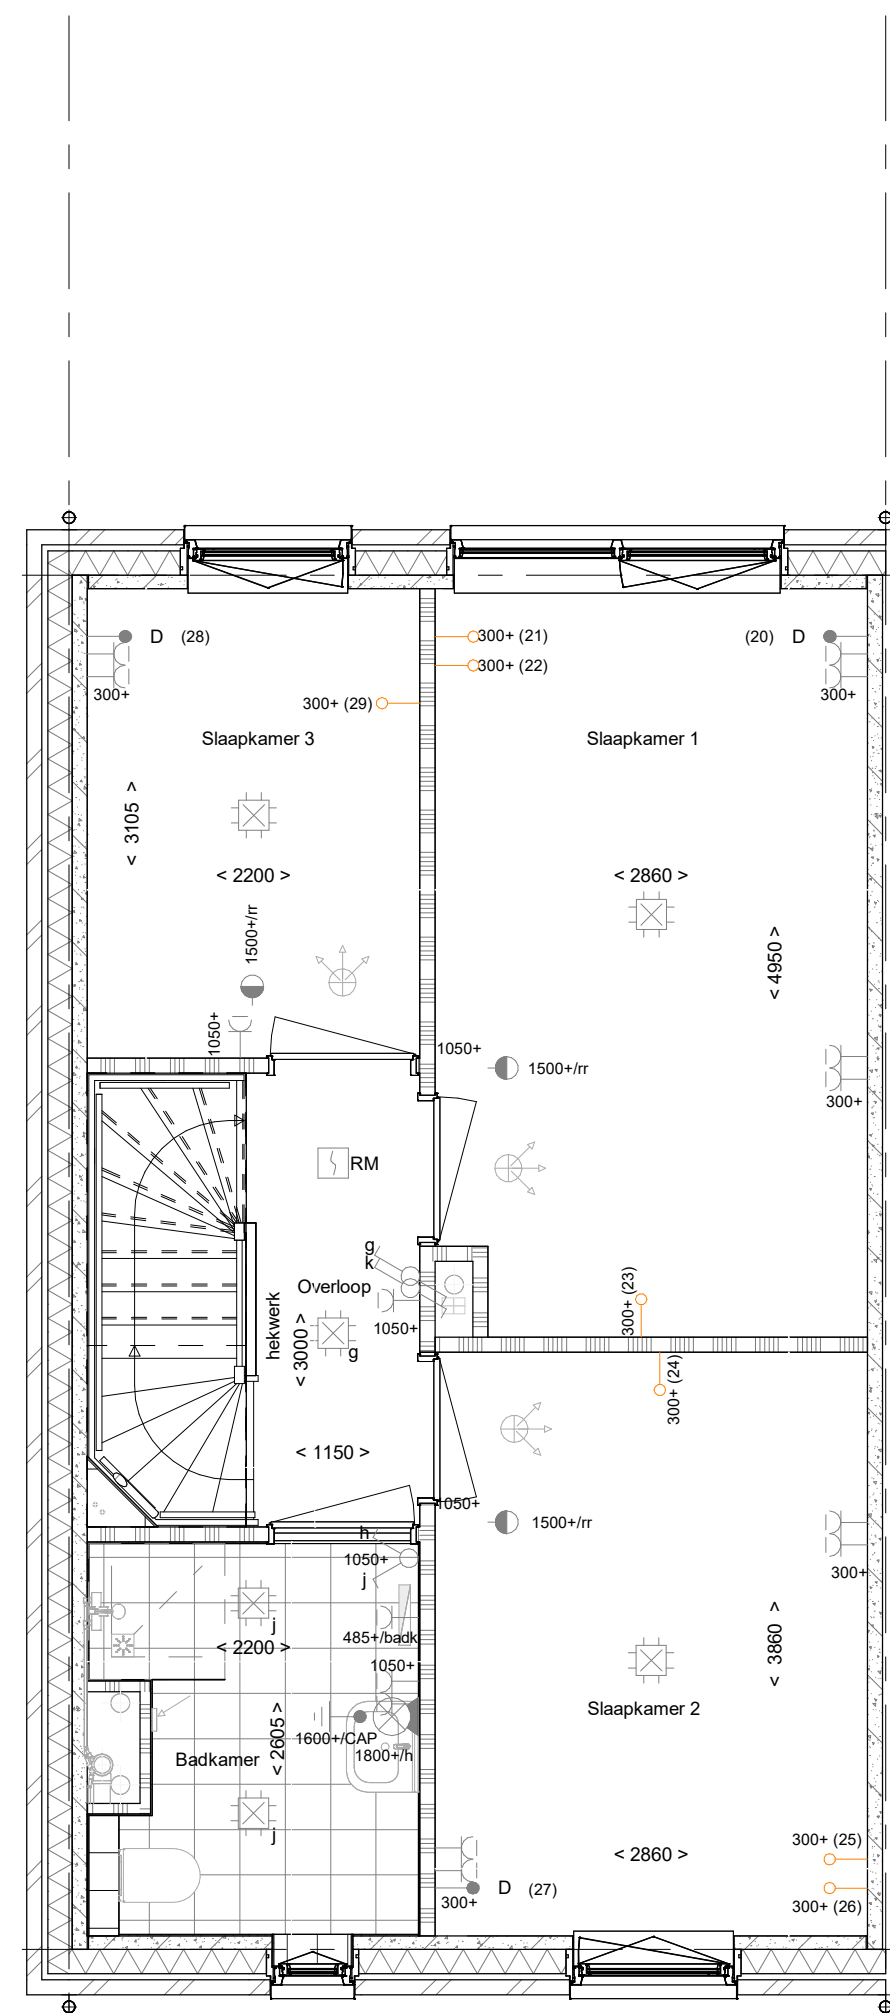 D (28)
300+
300+ (21)
300+ (22)
(20) D
300+
300+ (29)
Slaapkamer 3
Slaapkamer 1
< 3105 >
< 2200 >
< 2860 >
< 4950 >
1500+/rr
1050+
1050+
1500+/rr
300+
RM
g
k
Overloop
hekwerk
< 3000 >
1050+
g
300+ (23)
300+ (24)
< 1150 >
1050+
1500+/rr
300+
h
1050+
j
j
485+/badk
< 2200 >
1050+
< 3860 >
< 2605 >
Slaapkamer 2
1600+/CAP
1800+/h
Badkamer
j
< 2860 >
300+ (25)
300+ (26)
D (27)
300+